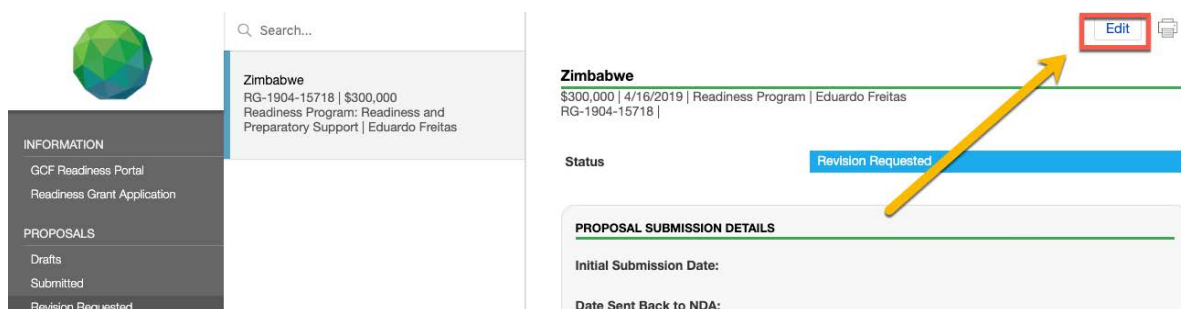 INFORMATION
GCF Readiness Portal
Readiness Grant Application
PROPOSALS
Drafts
Submitted
Revision Requested
Search...
Zimbabwe
RG-1904-15718 | $300,000
Readiness Program: Readiness and
Preparatory Support | Eduardo Freitas
Edit
Zimbabwe
$300,000 | 4/16/2019 | Readiness Program | Eduardo Freitas
RG-1904-15718 |
Status
Revision Requested
PROPOSAL SUBMISSION DETAILS
Initial Submission Date:
Date Sent Back to NDA: